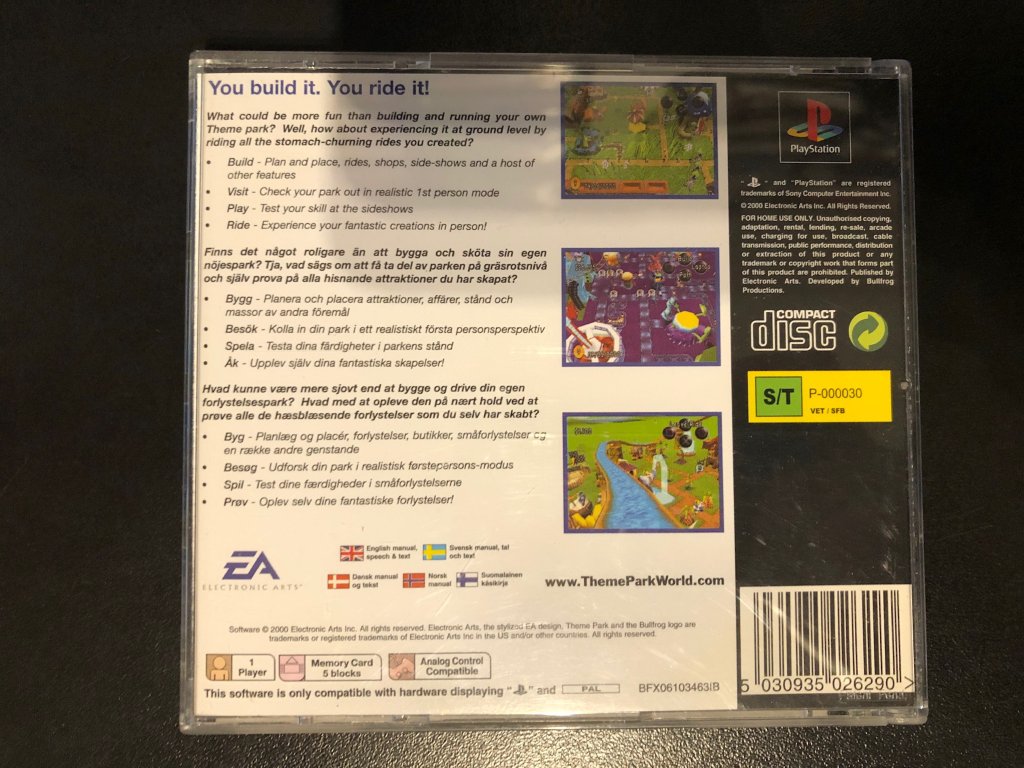 You build it. You ride it!
What could be more fun than building and running your own
Theme park? Well, how about experiencing it at ground level by
riding all the stomach-churning rides you created?
• Build - Plan and place, rides, shops, side-shows and a host of
other features
• Visit - Check your park out in realistic 1st person mode
• Play - Test your skill at the sideshows
• Ride - Experience your fantastic creations in person!
Finns det något roligare än att bygga och sköta sin egen
nöjespark? Tja, vad sägs om att få ta del av parken på gräsrotsnivå
och själv prova på alla hisnande attraktioner du har skapat?
• Bygg - Planera och placera attraktioner, affärer, stånd och
massor av andra föremål
• Besök - Kolla in din park i ett realistiskt första personsperspektiv
• Spela - Testa dina färdigheter i parkens stånd
• Åk - Upplev själv dina fantastiska skapelser!
Hvad kunne være mere sjovt end at bygge og drive din egen
forlystelsespark? Hvad med at opleve den på nært hold ved at
prøve alle de hæsblæsende forlystelser som du selv har skabt?
• Byg - Planlæg og placér, forlystelser, butikker, småforlystelser og
en række andre genstande
• Besøg - Udforsk din park i realistisk førstepersons-modus
• Spil - Test dine færdigheder i småforlystelserne
• Prøv - Oplev selv dine fantastiske forlystelser!
EA
ELECTRONIC ARTS™
English manual,
speech & text
Svensk manual, tal
och text
Dansk manual
og tekst
Norsk
manual
Suomalainen
käsikirja
www.ThemeParkWorld.com
Software © 2000 Electronic Arts Inc. All rights reserved. Electronic Arts, the stylized EA design, Theme Park and the Bullfrog logo are
trademarks or registered trademarks of Electronic Arts Inc in the US and/or other countries. All rights reserved.
1
Player
Memory Card
5 blocks
Analog Control
Compatible
This software is only compatible with hardware displaying " " and PAL
BFX06103463IB
PlayStation
" " and "PlayStation" are registered
trademarks of Sony Computer Entertainment Inc.
© 2000 Electronic Arts Inc. All Rights Reserved.
FOR HOME USE ONLY. Unauthorised copying,
adaptation, rental, lending, re-sale, arcade
use, charging for use, broadcast, cable
transmission, public performance, distribution
or extraction of this product or any
trademark or copyright work that forms part
of this product are prohibited. Published by
Electronic Arts. Developed by Bullfrog
Productions.
COMPACT
disc
S/T
P-000030
VET / SFB
5 030935 026290 >